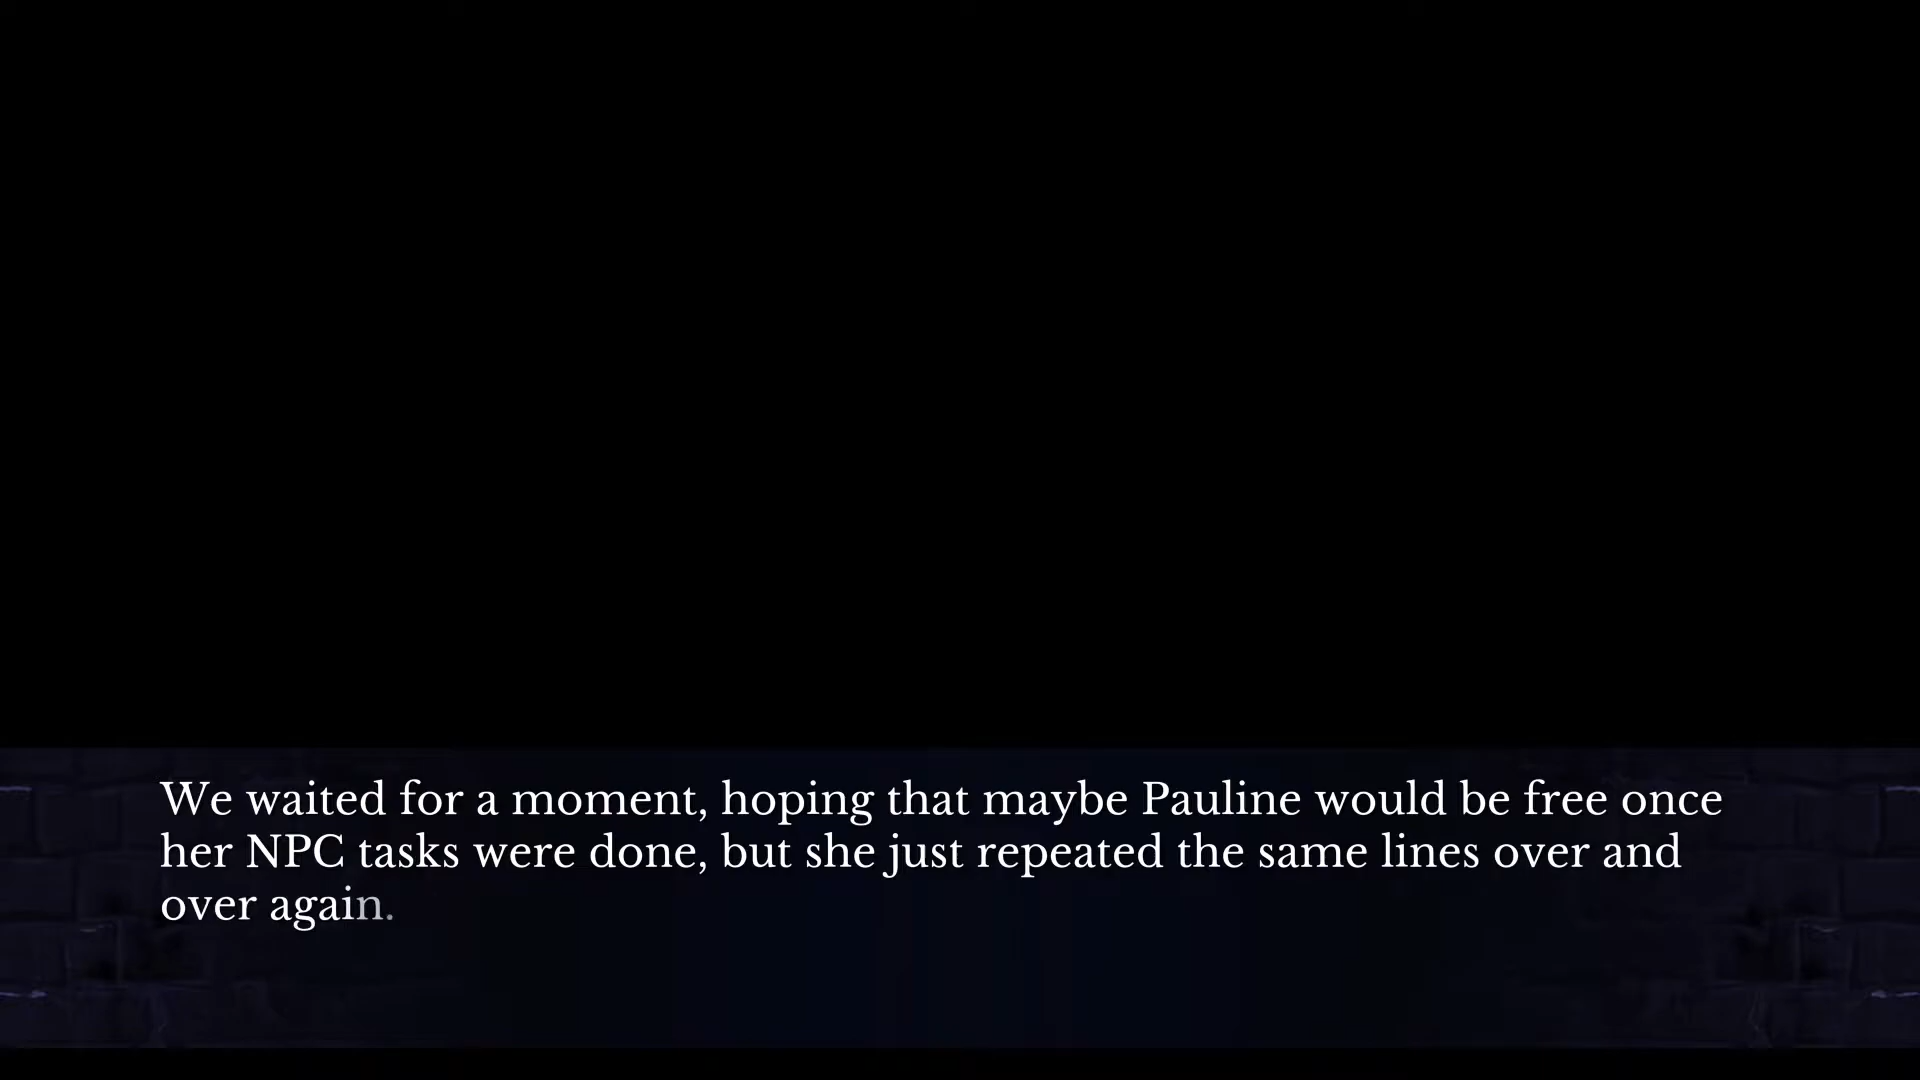 We waited for a moment, hoping that maybe Pauline would be free once
her NPC tasks were done, but she just repeated the same lines over and
over again.